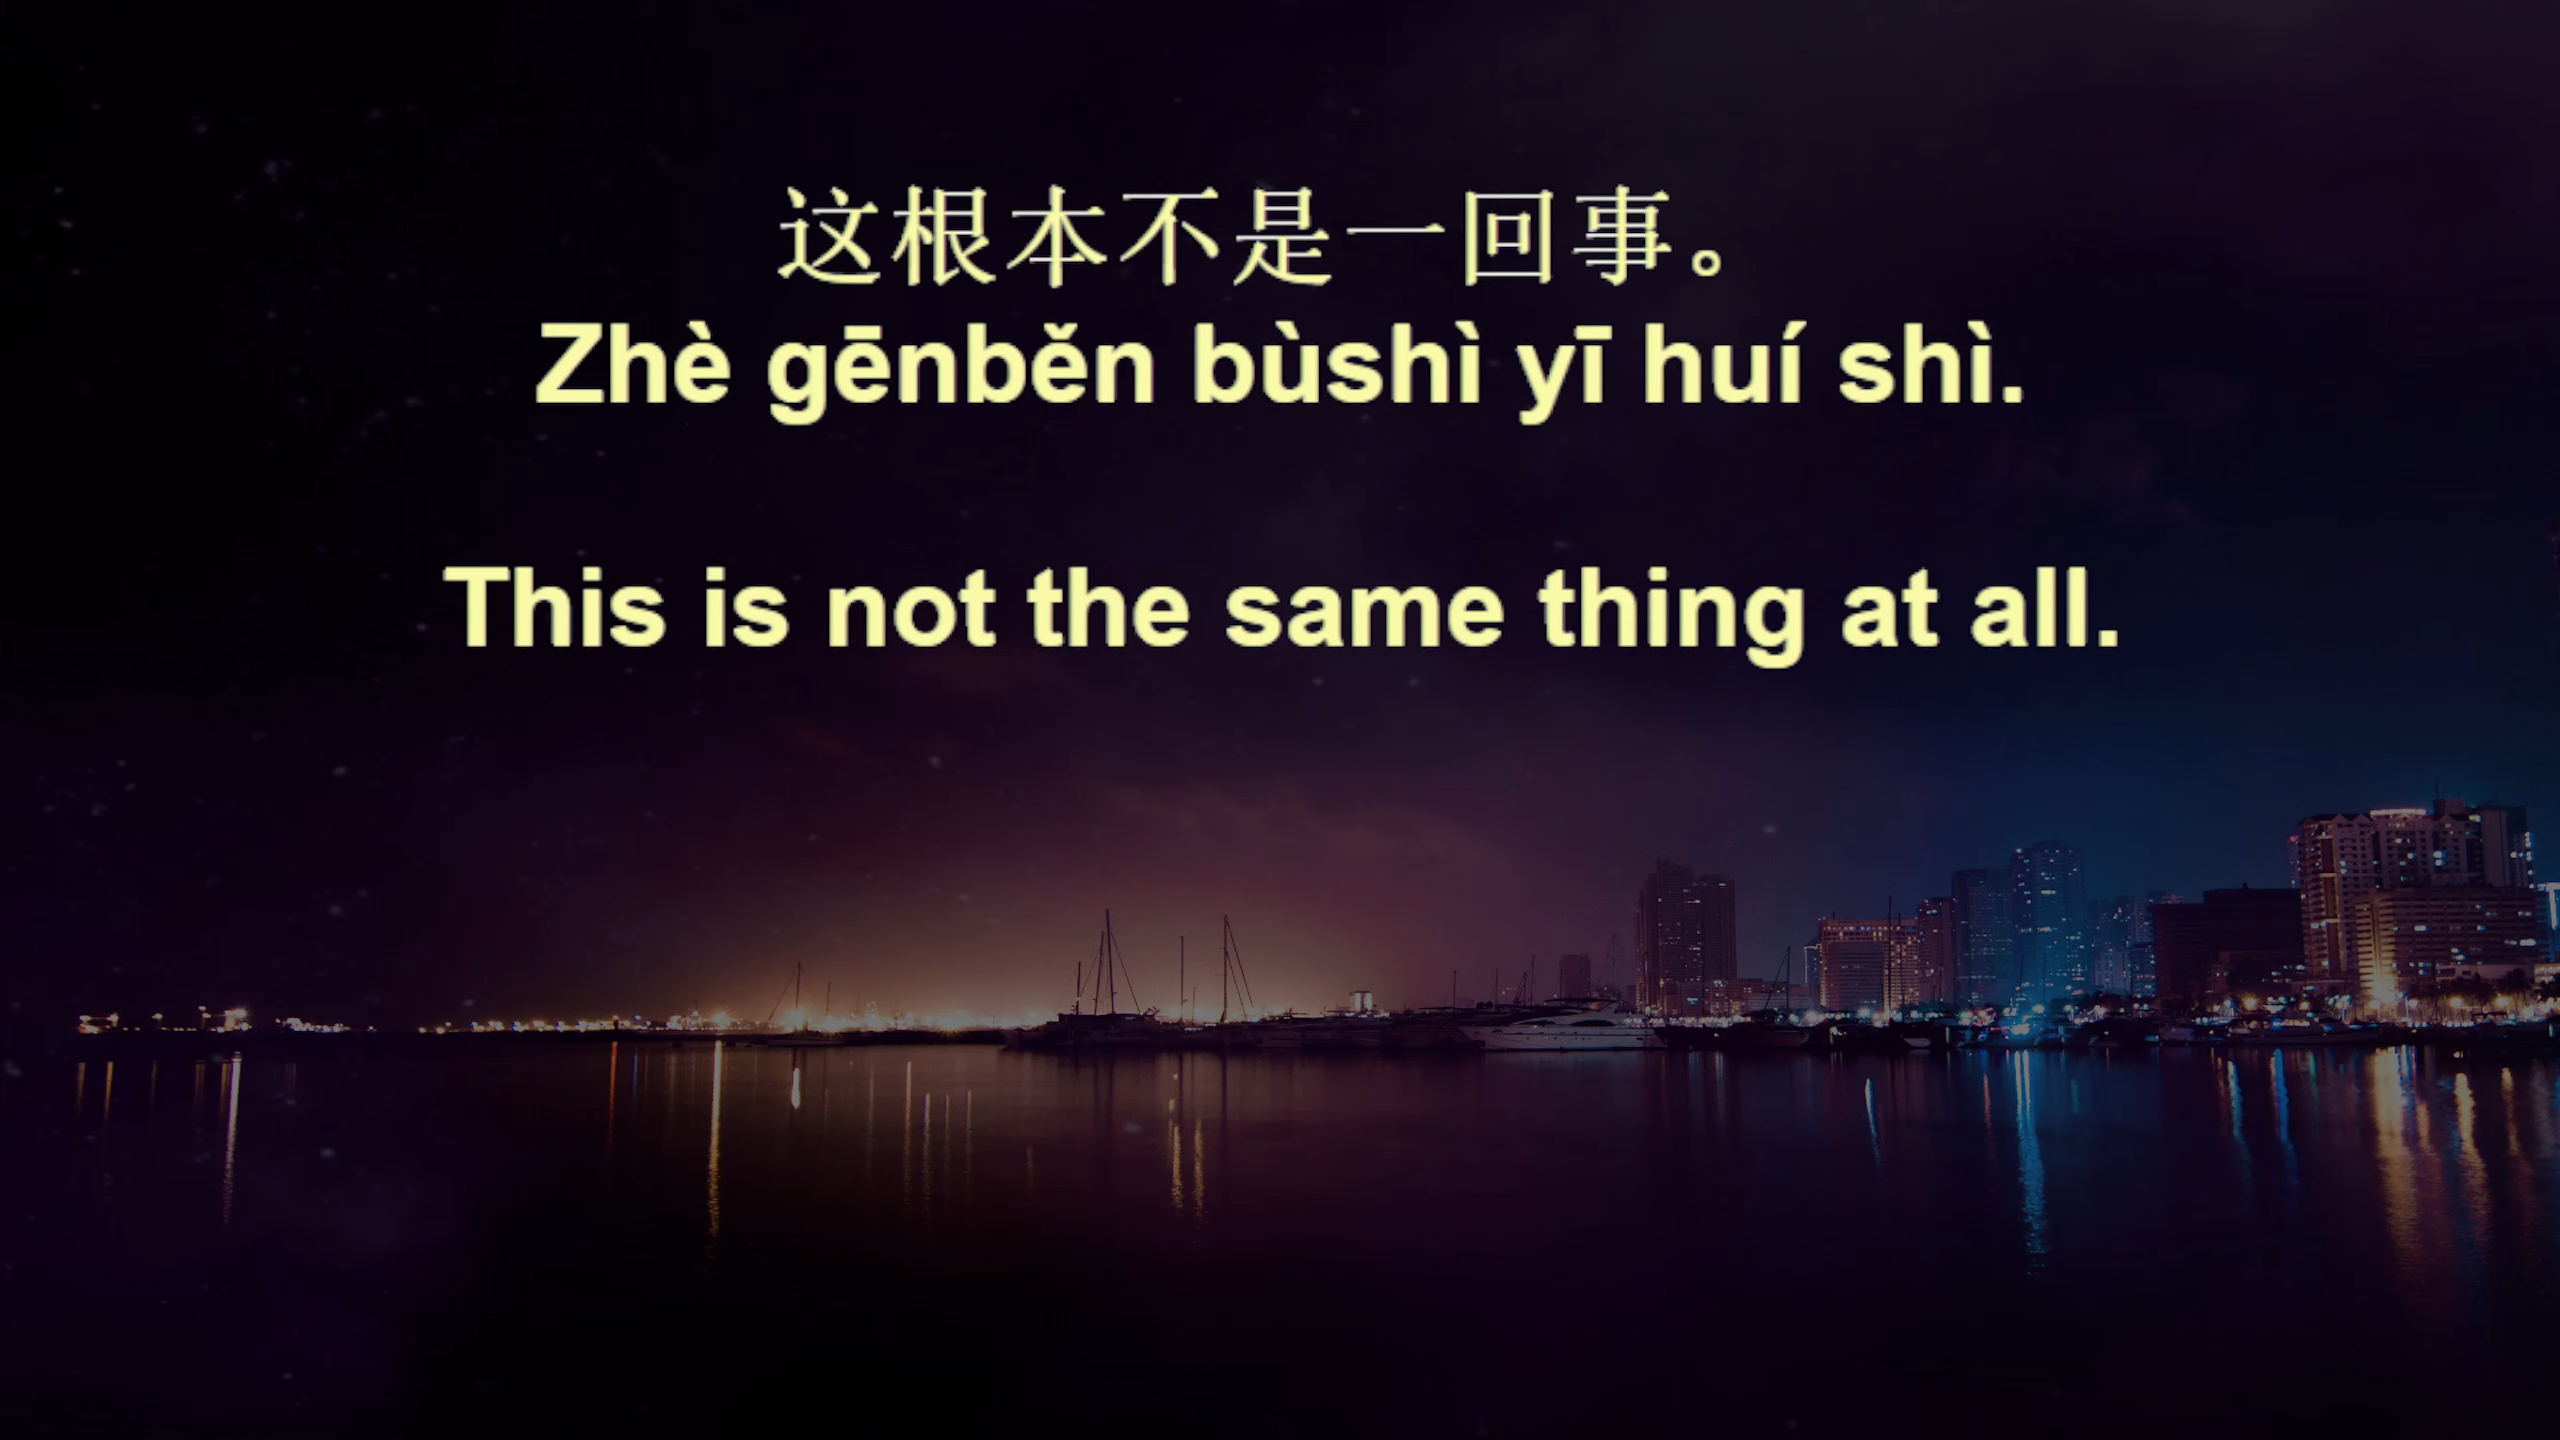 这根本不是一回事。
Zhè gēnběn bùshì yī huí shì.
This is not the same thing at all.